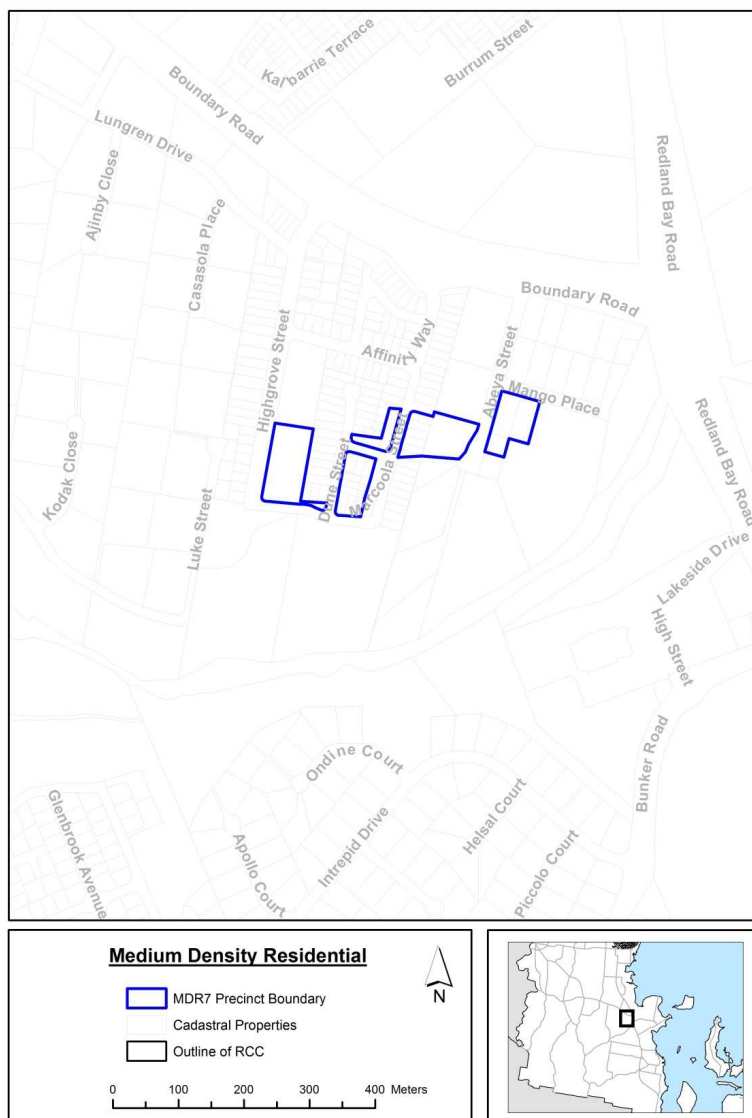 Kalbarrie Terrace
Burrum Street
Boundary Road
Lungren Drive
Ajinby Close
Casasola Place
Redland Bay Road
Highgrove Street
Boundary Road
Affinity Way
Abeya Street
Mango Place
Redland Bay Road
Kodak Close
Luke Street
Dune Street
Marcoola Street
Lakeside Drive
High Street
Bunker Road
Ondine Court
Glenbrook Avenue
Apollo Court
Intrepid Drive
Helsal Court
Piccolo Court
Medium Density Residential
MDR7 Precinct Boundary
Cadastral Properties
Outline of RCC
N
0 100 200 300 400 Meters